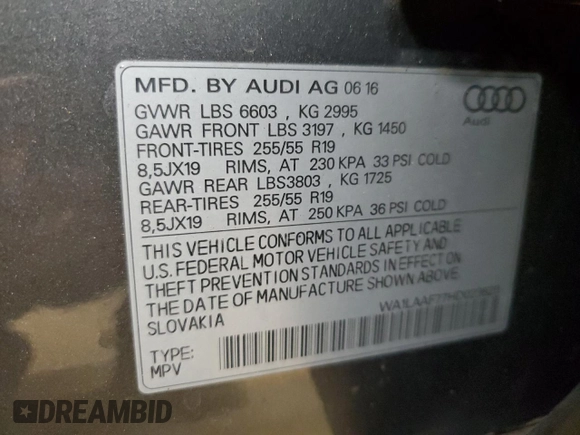 MFD. BY AUDI AG 06 16
GVWR LBS 6603 , KG 2995
GAWR FRONT LBS 3197 , KG 1450
FRONT-TIRES 255/55 R19
8,5JX19 RIMS, AT 230 KPA 33 PSI COLD
GAWR REAR LBS3803 , KG 1725
REAR-TIRES 255/55 R19
8,5JX19 RIMS, AT 250 KPA 36 PSI COLD
THIS VEHICLE CONFORMS TO ALL APPLICABLE
U.S. FEDERAL MOTOR VEHICLE SAFETY AND
THEFT PREVENTION STANDARDS IN EFFECT ON
THE DATE OF MANUFACTURE SHOWN ABOVE
SLOVAKIA
TYPE:
MPV
Audi
DREAMBID